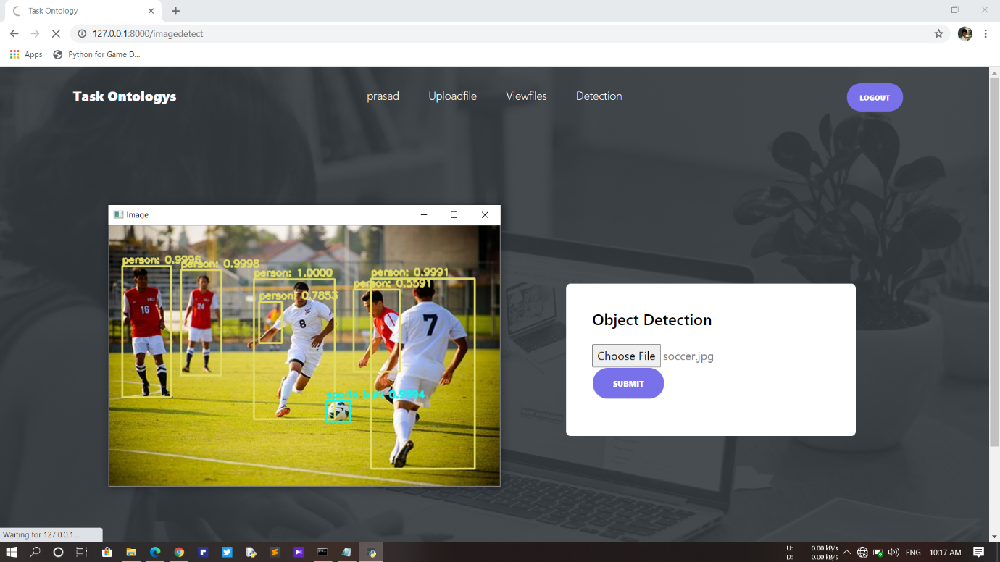 Task Ontology
127.0.0.1:8000/imagedetect
Apps
Python for Game D...
Task Ontologys
prasad
Uploadfile
Viewfiles
Detection
LOGOUT
Image
person: 0.9996
person: 0.9998
person: 1.0000
person: 0.7853
person: 0.9991
person: 0.5591
sports ball: 0.9994
16
24
8
7
Object Detection
Choose File soccer.jpg
SUBMIT
Waiting for 127.0.0.1...
U: 0.00 kB/s
D: 0.00 kB/s
ENG
10:17 AM